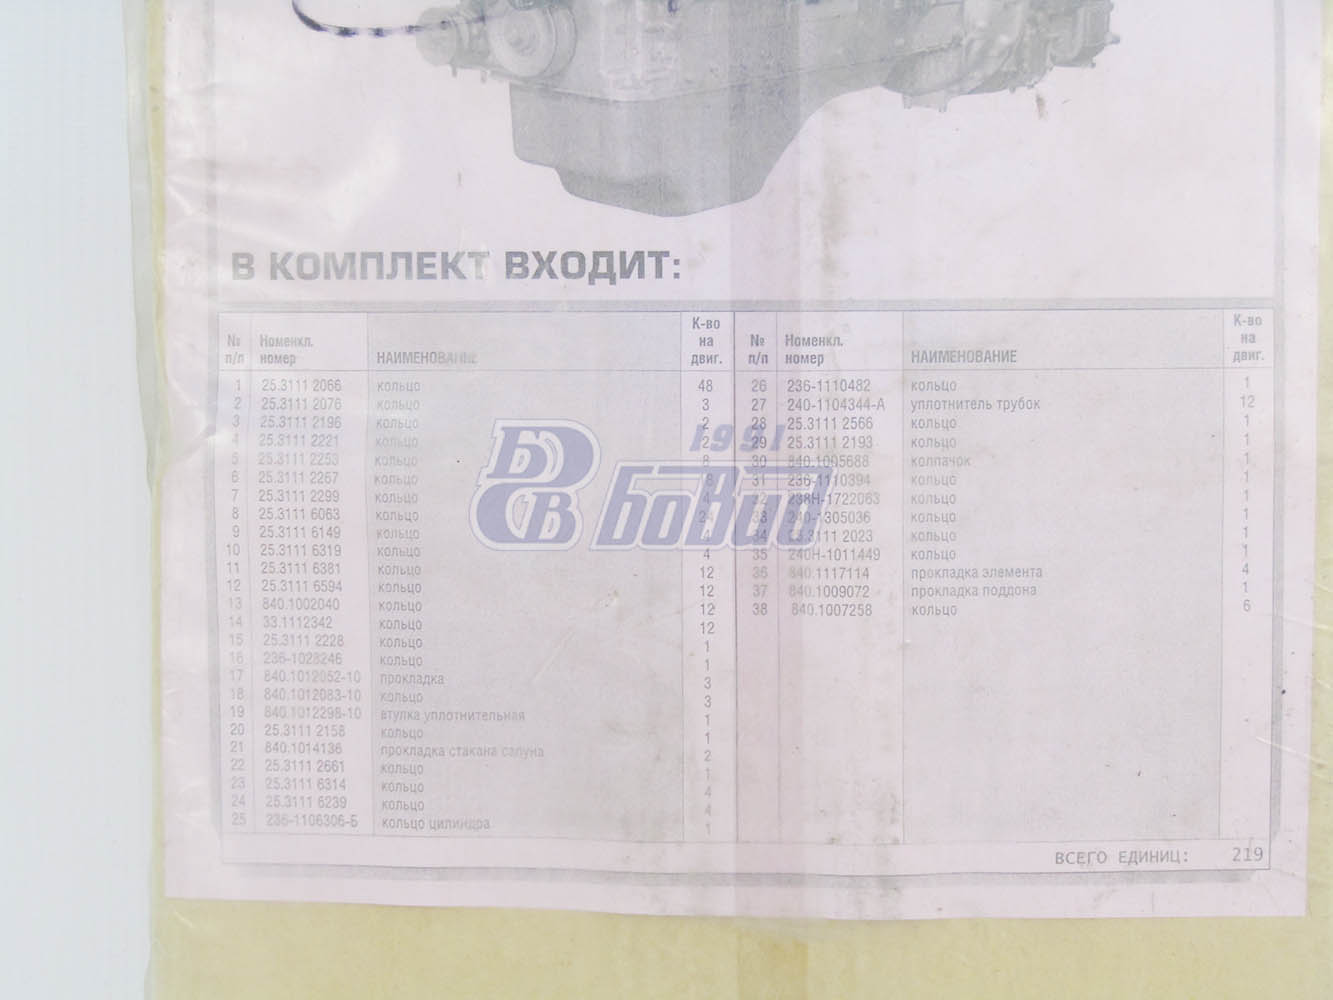 В КОМПЛЕКТ ВХОДИТ:
№ п/п Номенкл. номер НАИМЕНОВАНИЕ К-во на двиг.
1 25.3111 2066 кольцо 48
2 25.3111 2076 кольцо 3
3 25.3111 2196 кольцо 2
4 25.3111 2221 кольцо 2
5 25.3111 2253 кольцо 8
6 25.3111 2267 кольцо 8
7 25.3111 2299 кольцо 4
8 25.3111 6063 кольцо 24
9 25.3111 6149 кольцо 4
10 25.3111 6319 кольцо 4
11 25.3111 6381 кольцо 12
12 25.3111 6594 кольцо 12
13 840.1002040 кольцо 12
14 33.1112342 кольцо 12
15 25.3111 2228 кольцо 1
16 236-1028246 кольцо 1
17 840.1012052-10 прокладка 3
18 840.1012083-10 кольцо 3
19 840.1012298-10 втулка уплотнительная 1
20 25.3111 2158 кольцо 1
21 840.1014136 прокладка стакана сапуна 2
22 25.3111 2661 кольцо 1
23 25.3111 6314 кольцо 4
24 25.3111 6239 кольцо 4
25 236-1106306-Б кольцо цилиндра 1
№ п/п Номенкл. номер НАИМЕНОВАНИЕ К-во на двиг.
26 236-1110482 кольцо 1
27 240-1104344-А уплотнитель трубок 12
28 25.3111 2566 кольцо 1
29 25.3111 2193 кольцо 1
30 840.1005688 колпачок 1
31 236-1110394 кольцо 1
32 238Н-1722063 кольцо 1
33 240-1305036 кольцо 1
34 25.3111 2023 кольцо 1
35 240Н-1011449 кольцо 1
36 840.1117114 прокладка элемента 4
37 840.1009072 прокладка поддона 1
38 840.1007258 кольцо 6
ВСЕГО ЕДИНИЦ: 219
1991
БОВИД